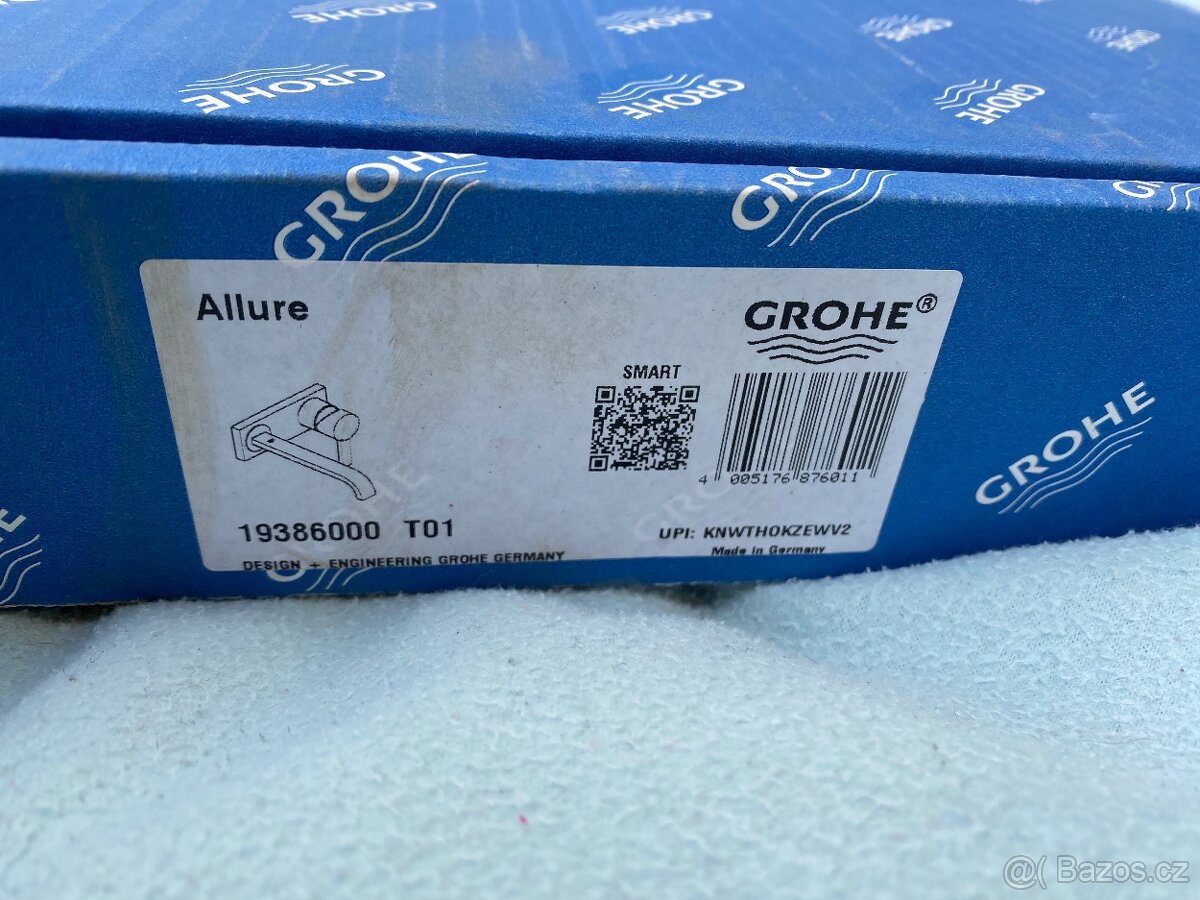 GROHE
GROHE
GROHE
GROHE
GROHE
GROHE
GROHE
GROHE
Allure
GROHE®
SMART
4 005176 876011
19386000 T01
UPI: KNWTH0KZEWV2
DESIGN + ENGINEERING GROHE GERMANY
Made in Germany
GROHE
Bazos.cz